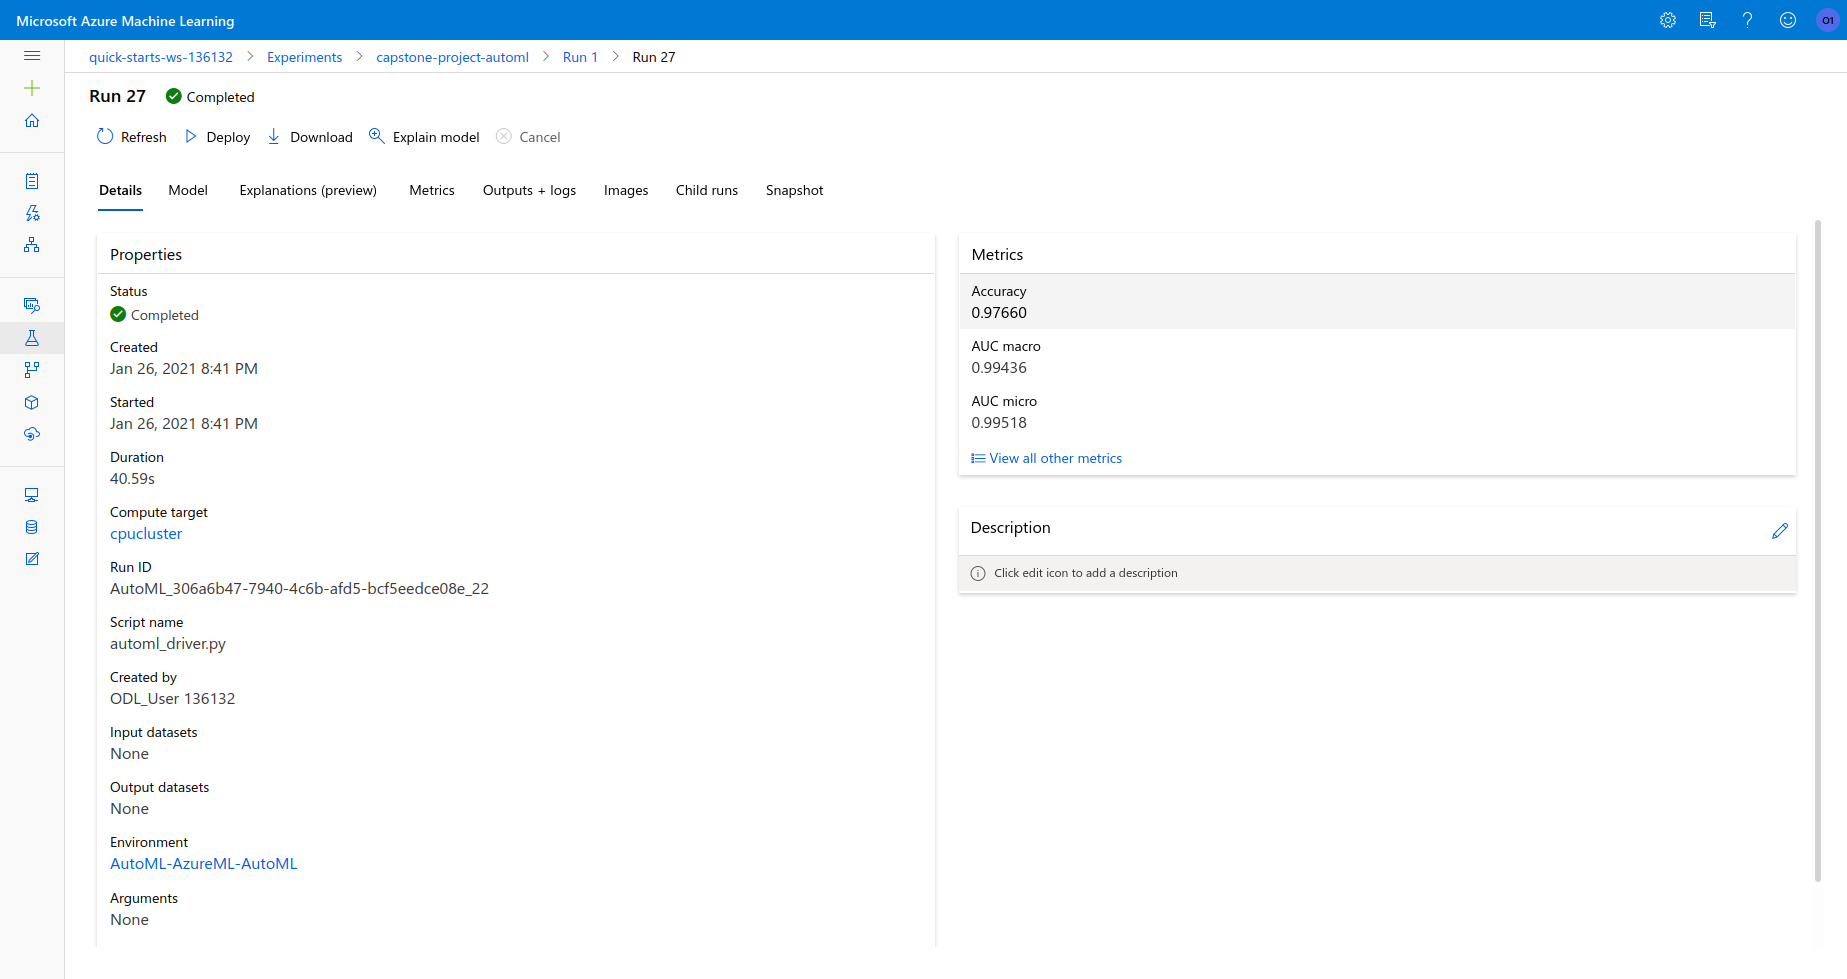 Microsoft Azure Machine Learning
O1
quick-starts-ws-136132 > Experiments > capstone-project-automl > Run 1 > Run 27
Run 27 Completed
Refresh Deploy Download Explain model Cancel
Details Model Explanations (preview) Metrics Outputs + logs Images Child runs Snapshot
Properties
Status
Completed
Created
Jan 26, 2021 8:41 PM
Started
Jan 26, 2021 8:41 PM
Duration
40.59s
Compute target
cpucluster
Run ID
AutoML_306a6b47-7940-4c6b-afd5-bcf5eedce08e_22
Script name
automl_driver.py
Created by
ODL_User 136132
Input datasets
None
Output datasets
None
Environment
AutoML-AzureML-AutoML
Arguments
None
Metrics
Accuracy
0.97660
AUC macro
0.99436
AUC micro
0.99518
View all other metrics
Description
Click edit icon to add a description